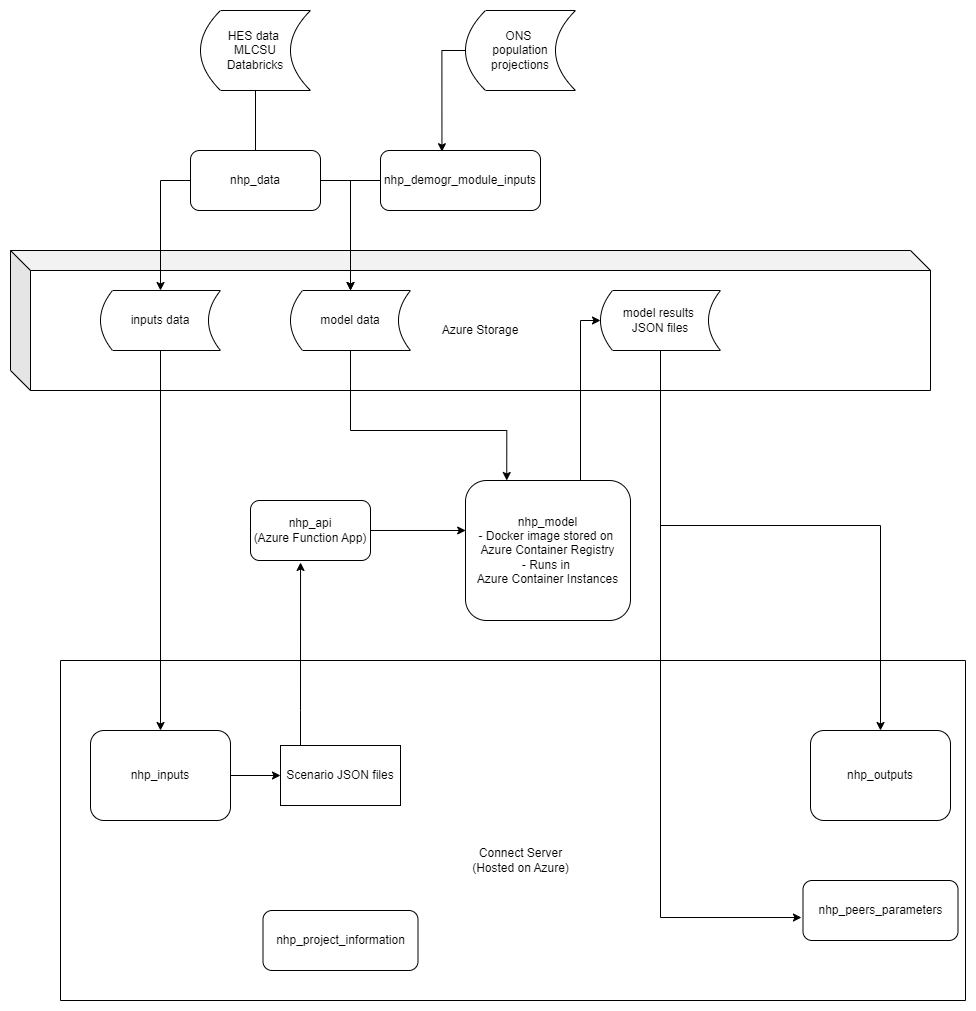 HES data
MLCSU
Databricks
ONS
population
projections
nhp_data
nhp_demogr_module_inputs
inputs data
model data
Azure Storage
model results
JSON files
nhp_api
(Azure Function App)
nhp_model
- Docker image stored on
Azure Container Registry
- Runs in
Azure Container Instances
nhp_inputs
Scenario JSON files
nhp_outputs
Connect Server
(Hosted on Azure)
nhp_peers_parameters
nhp_project_information